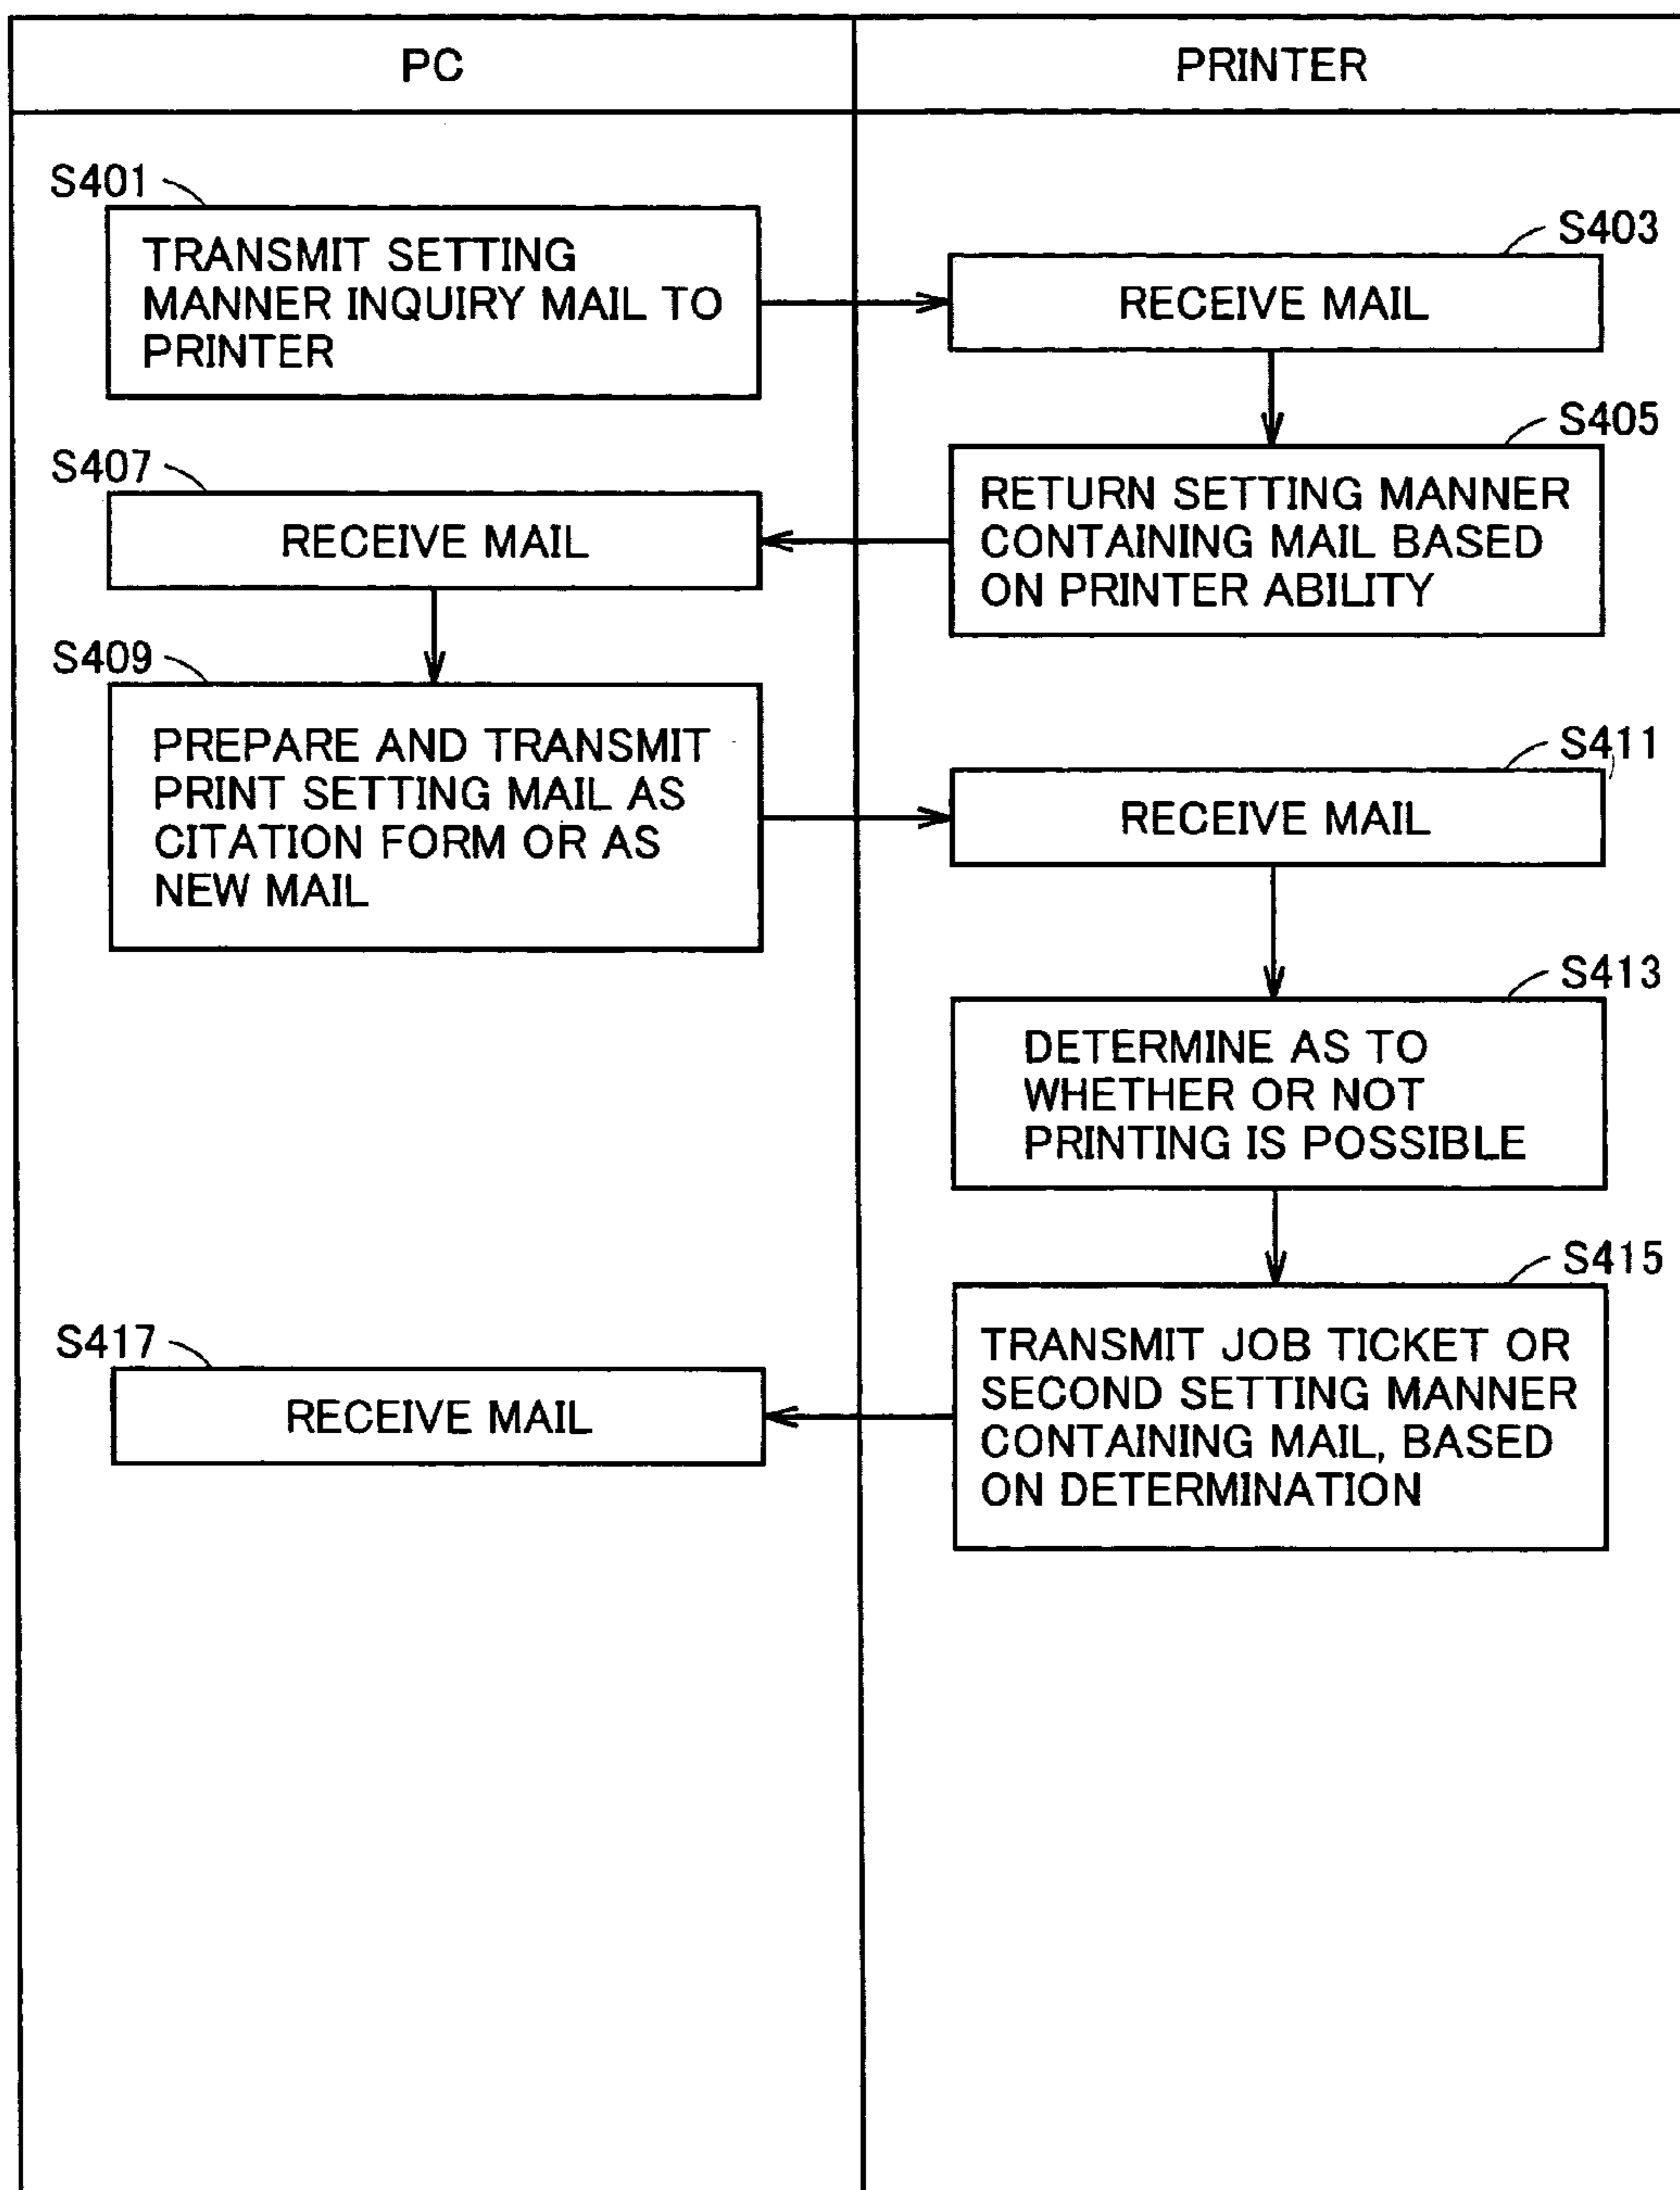 PC
PRINTER
S401
TRANSMIT SETTING
MANNER INQUIRY MAIL TO
PRINTER
S403
RECEIVE MAIL
S405
RETURN SETTING MANNER
CONTAINING MAIL BASED
ON PRINTER ABILITY
S407
RECEIVE MAIL
S409
PREPARE AND TRANSMIT
PRINT SETTING MAIL AS
CITATION FORM OR AS
NEW MAIL
S411
RECEIVE MAIL
S413
DETERMINE AS TO
WHETHER OR NOT
PRINTING IS POSSIBLE
S415
TRANSMIT JOB TICKET OR
SECOND SETTING MANNER
CONTAINING MAIL, BASED
ON DETERMINATION
S417
RECEIVE MAIL